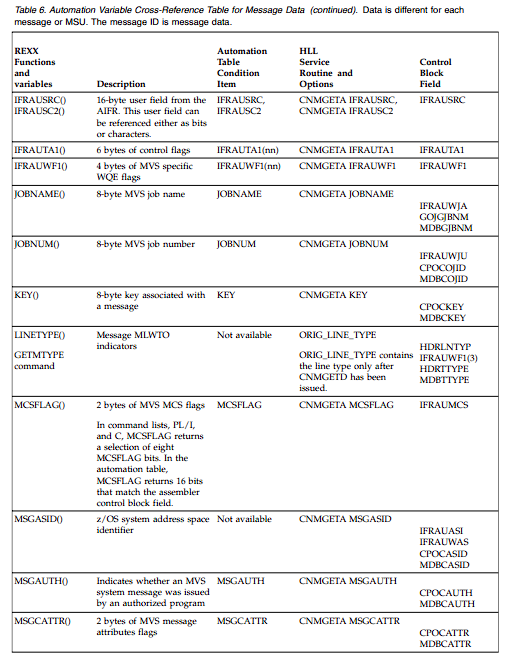 Table 6. Automation Variable Cross-Reference Table for Message Data (continued). Data is different for each
message or MSU. The message ID is message data.
REXX
Functions
and
variables
Description
Automation
Table
Condition
Item
HLL
Service
Routine and
Options
Control
Block
Field
IFRAUSRC()
IFRAUSC2()
16-byte user field from the
AIFR. This user field can
be referenced either as bits
or characters.
IFRAUSRC,
IFRAUSC2
CNMGETA IFRAUSRC,
CNMGETA IFRAUSC2
IFRAUSRC
IFRAUTA1()
6 bytes of control flags
IFRAUTA1(nn)
CNMGETA IFRAUTA1
IFRAUTA1
IFRAUWF1()
4 bytes of MVS specific
WQE flags
IFRAUWF1(nn)
CNMGETA IFRAUWF1
IFRAUWF1
JOBNAME()
8-byte MVS job name
JOBNAME
CNMGETA JOBNAME
IFRAUWJA
GOJGJBNM
MDBGJBNM
JOBNUM()
8-byte MVS job number
JOBNUM
CNMGETA JOBNUM
IFRAUWJU
CPOCOJID
MDBCOJID
KEY()
8-byte key associated with
a message
KEY
CNMGETA KEY
CPOCKEY
MDBCKEY
LINETYPE()
GETMTYPE
command
Message MLWTO
indicators
Not available
ORIG_LINE_TYPE
ORIG_LINE_TYPE contains
the line type only after
CNMGETD has been
issued.
HDRLNTYP
IFRAUWF1(3)
HDRTTYPE
MDBTTYPE
MCSFLAG()
2 bytes of MVS MCS flags
In command lists, PL/I,
and C, MCSFLAG returns
a selection of eight
MCSFLAG bits. In the
automation table,
MCSFLAG returns 16 bits
that match the assembler
control block field.
MCSFLAG
CNMGETA MCSFLAG
IFRAUMCS
MSGASID()
z/OS system address space
identifier
Not available
CNMGETA MSGASID
IFRAUASI
IFRAUWAS
CPOCASID
MDBCASID
MSGAUTH()
Indicates whether an MVS
system message was issued
by an authorized program
MSGAUTH
CNMGETA MSGAUTH
CPOCAUTH
MDBCAUTH
MSGCATTR()
2 bytes of MVS message
attributes flags
MSGCATTR
CNMGETA MSGCATTR
CPOCATTR
MDBCATTR